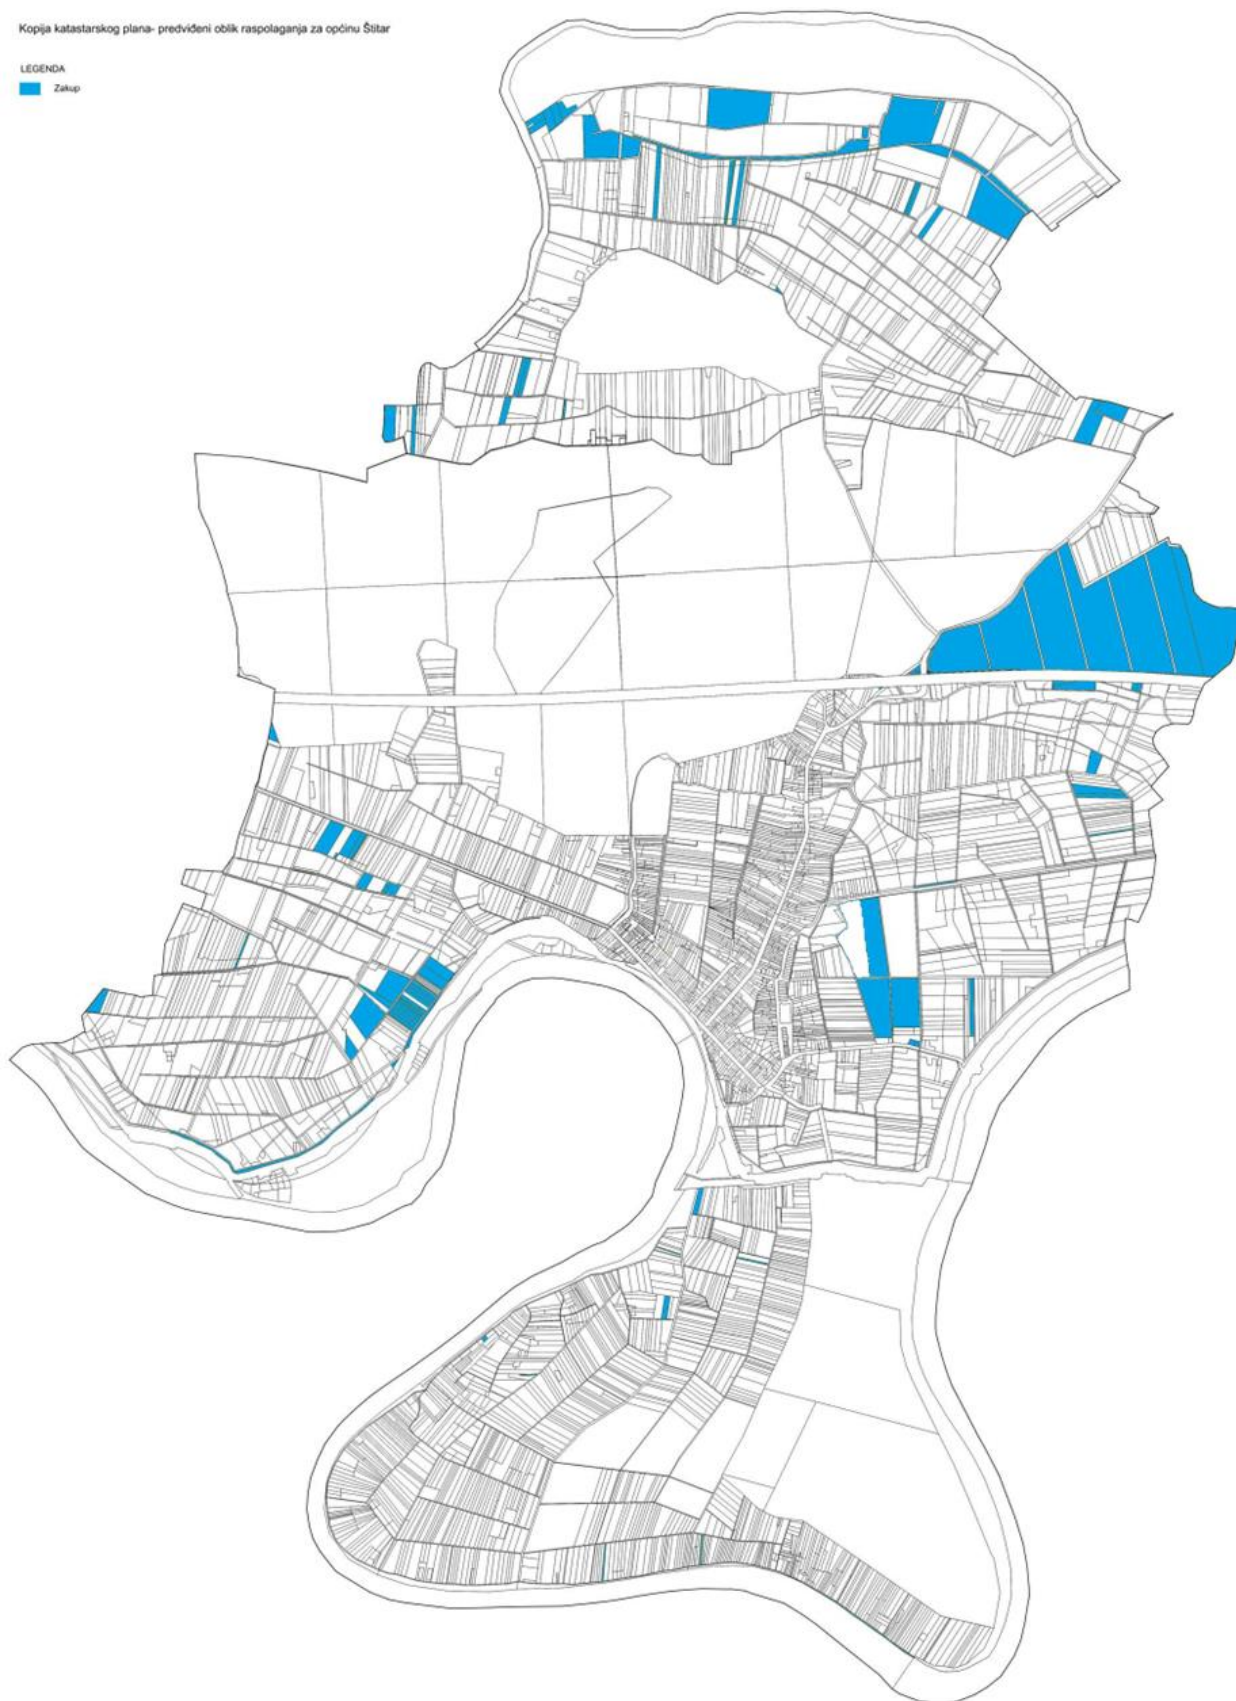 Kopija katastarskog plana- predviđeni oblik raspolaganja za općinu Štitar
LEGENDA
Zakup